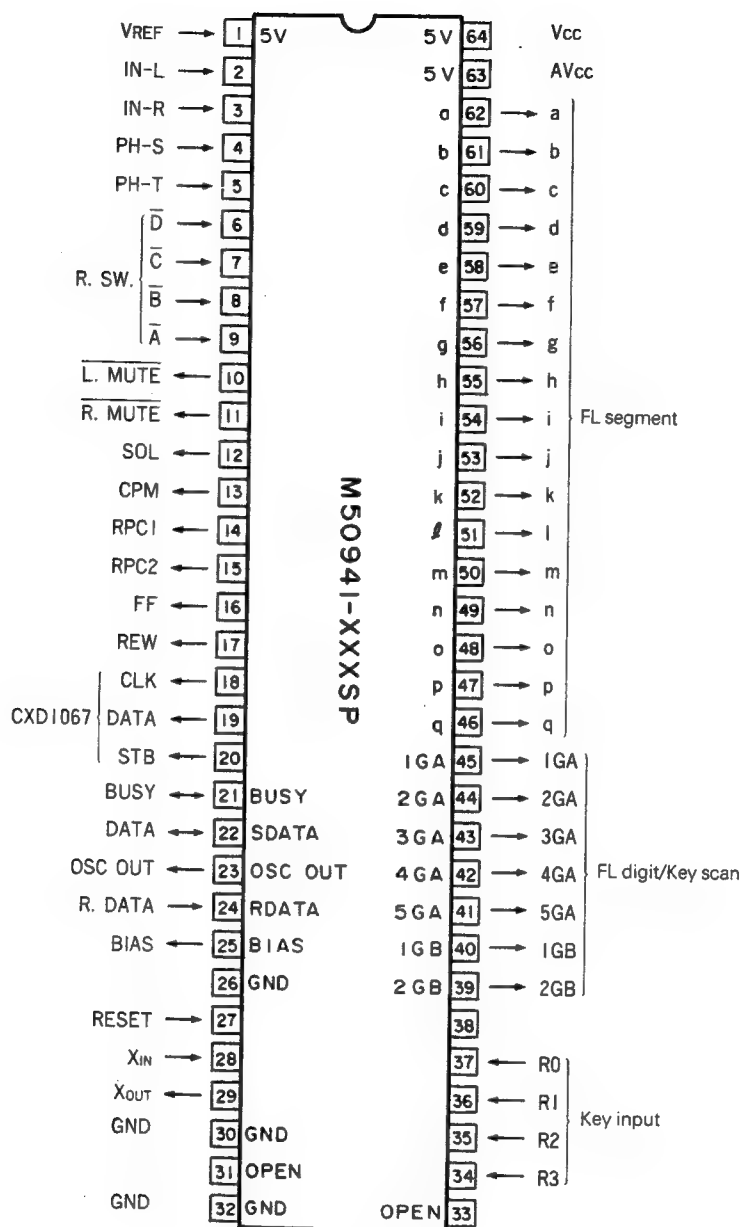 VREF → 1 5V 5V 64 Vcc
IN-L → 2 5V 63 AVcc
IN-R → 3 a 62 → a
PH-S → 4 b 61 → b
PH-T → 5 c 60 → c
D̅ → 6 d 59 → d
R. SW. C̅ → 7 e 58 → e
B̅ → 8 f 57 → f
A̅ → 9 g 56 → g
L. MUTE ← 10 h 55 → h
R. MUTE ← 11 i 54 → i FL segment
SOL ← 12 j 53 → j
CPM ← 13 k 52 → k
RPC1 ← 14 ℓ 51 → l
RPC2 ← 15 m 50 → m
FF ← 16 n 49 → n
REW ← 17 o 48 → o
CLK ← 18 p 47 → p
CXD1067 DATA ← 19 q 46 → q
STB ← 20 1GA 45 → 1GA
BUSY ↔ 21 BUSY 2GA 44 → 2GA
DATA ↔ 22 SDATA 3GA 43 → 3GA
OSC OUT ← 23 OSC OUT 4GA 42 → 4GA FL digit/Key scan
R. DATA → 24 RDATA 5GA 41 → 5GA
BIAS ← 25 BIAS 1GB 40 → 1GB
26 GND 2GB 39 → 2GB
RESET → 27 38
XIN → 28 37 ← R0
XOUT ← 29 36 ← R1
GND 30 GND 35 ← R2 Key input
31 OPEN 34 ← R3
GND 32 GND OPEN 33
M50941-XXXSP